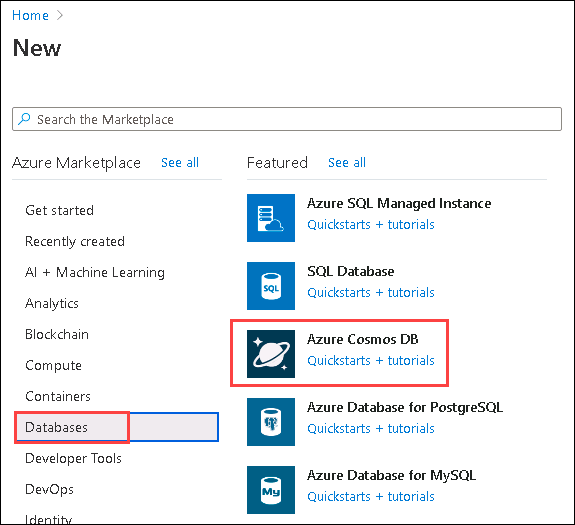 Home >
New
Search the Marketplace
Azure Marketplace See all
Get started
Recently created
AI + Machine Learning
Analytics
Blockchain
Compute
Containers
Databases
Developer Tools
DevOps
Identity
Featured See all
Azure SQL Managed Instance
Quickstarts + tutorials
SQL
SQL Database
Quickstarts + tutorials
Azure Cosmos DB
Quickstarts + tutorials
Azure Database for PostgreSQL
Quickstarts + tutorials
My
Azure Database for MySQL
Quickstarts + tutorials